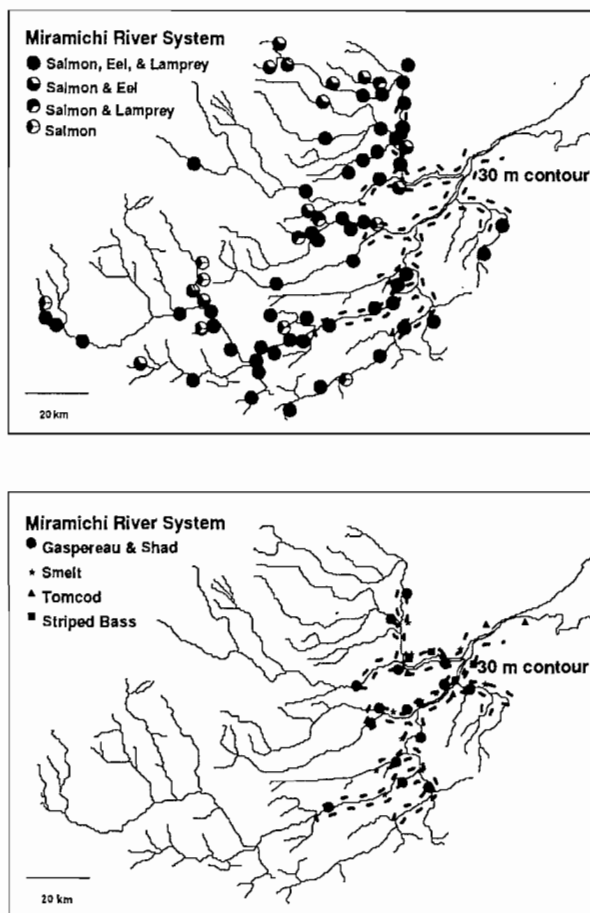 Miramichi River System
Salmon, Eel, & Lamprey
Salmon & Eel
Salmon & Lamprey
Salmon
30 m contour
20 km
Miramichi River System
Gaspereau & Shad
Smelt
Tomcod
Striped Bass
30 m contour
20 km